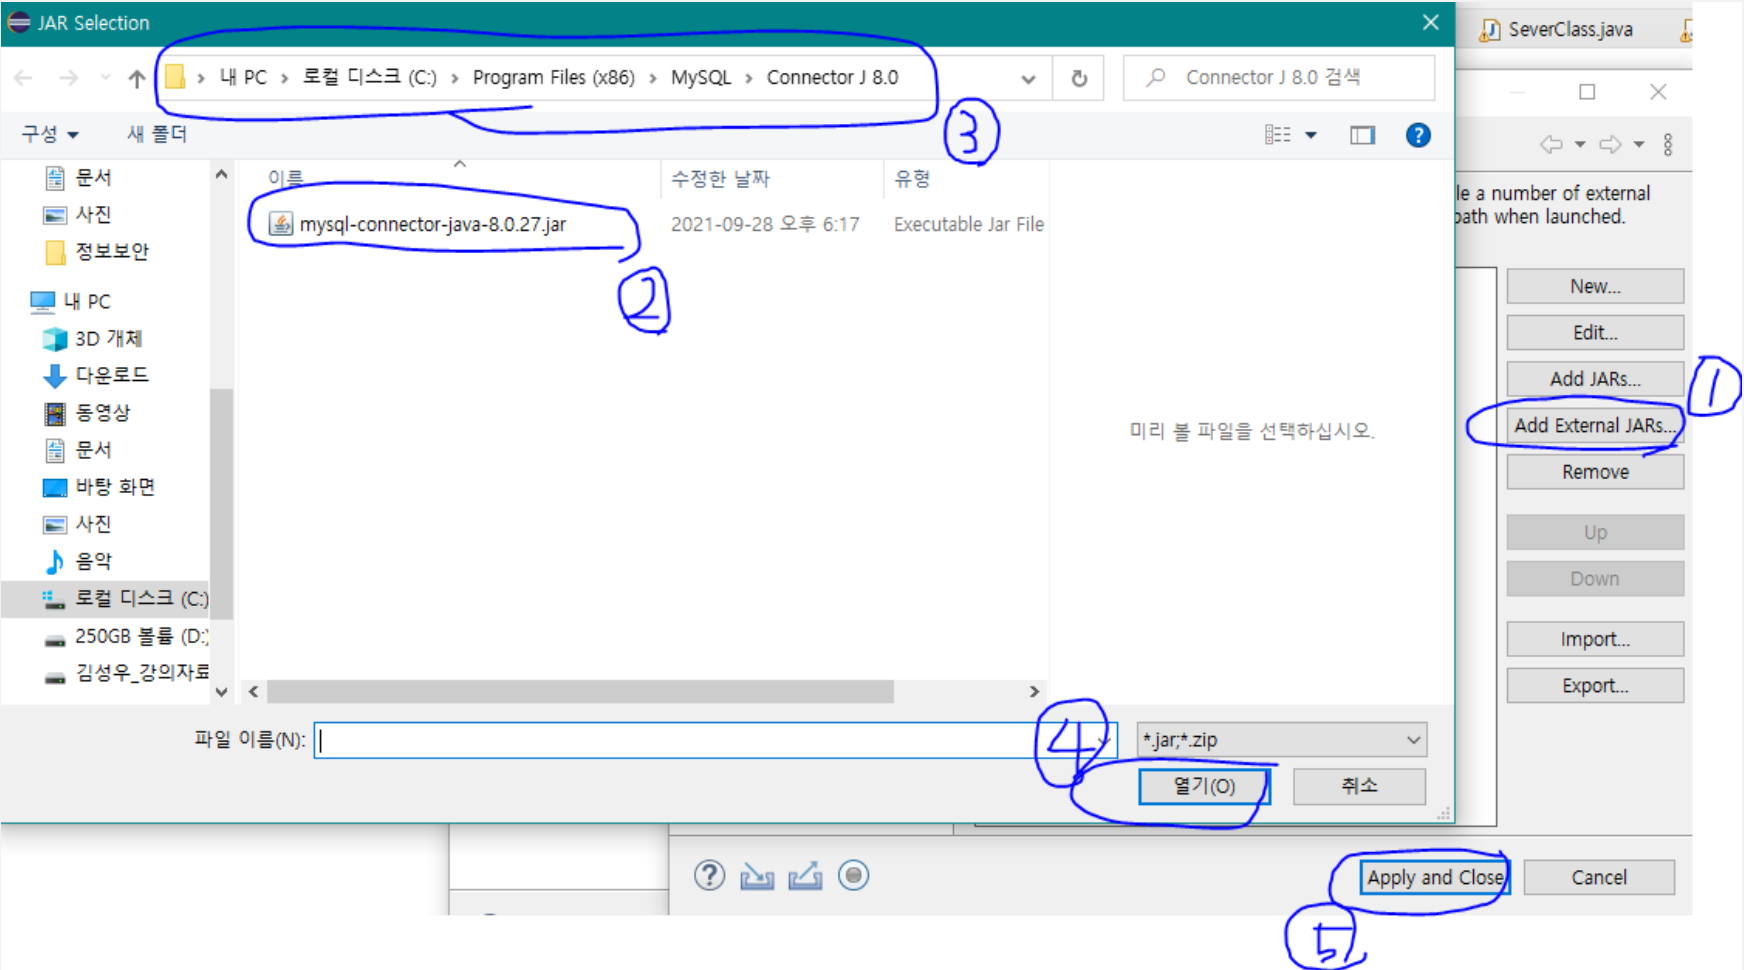 JAR Selection
SeverClass.java
내 PC > 로컬 디스크 (C:) > Program Files (x86) > MySQL > Connector J 8.0
Connector J 8.0 검색
3
구성
새 폴더
이름
수정한 날짜
유형
mysql-connector-java-8.0.27.jar
2021-09-28 오후 6:17
Executable Jar File
2
문서
사진
정보보안
내 PC
3D 개체
다운로드
동영상
문서
바탕 화면
사진
음악
로컬 디스크 (C:)
250GB 볼륨 (D:)
김성우_강의자료
미리 볼 파일을 선택하십시오.
le a number of external
path when launched.
New...
Edit...
Add JARs...
1
Add External JARs...
Remove
Up
Down
Import...
Export...
파일 이름(N):
4
*.jar;*.zip
열기(O)
취소
Apply and Close
Cancel
5